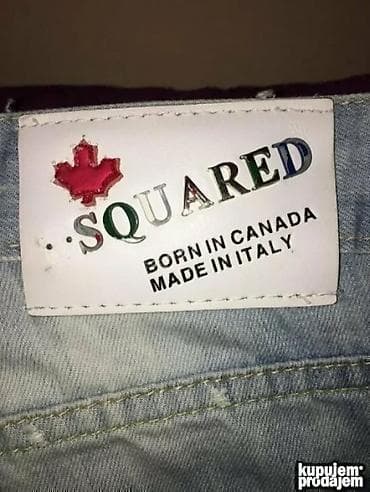 SQUARED
BORN IN CANADA
MADE IN ITALY
kupujem
prodajem